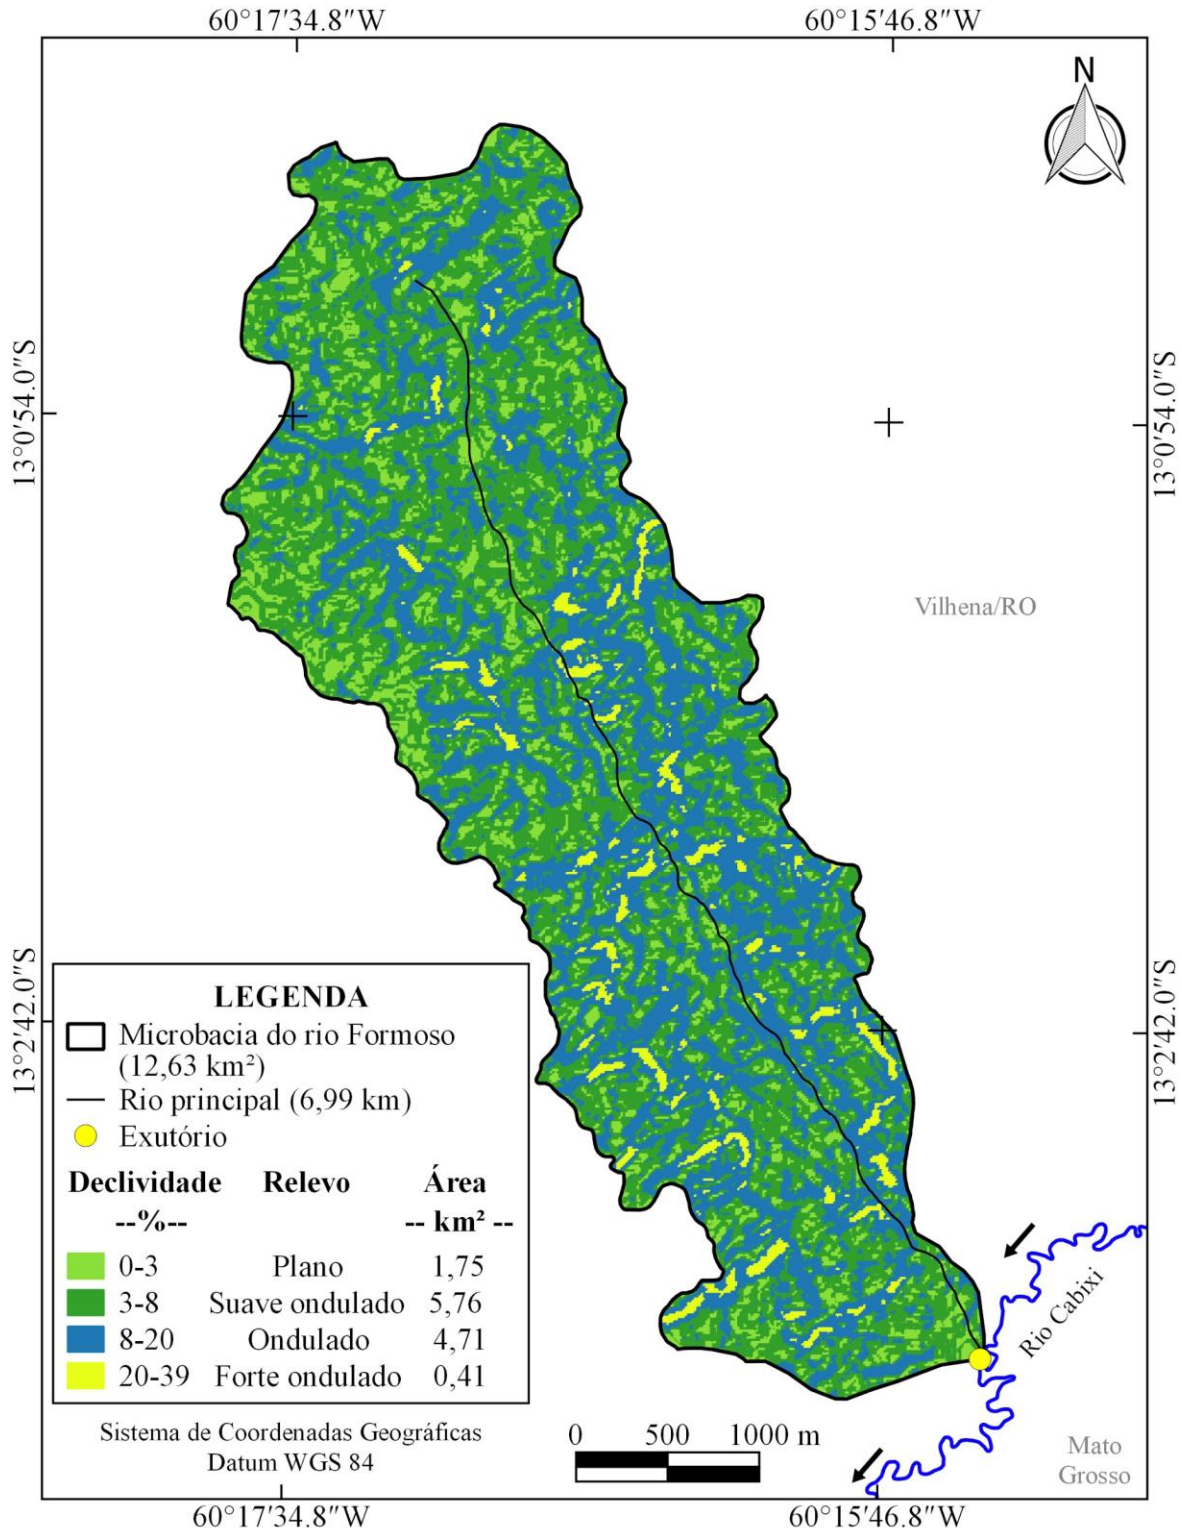 60°17'34.8"W
60°15'46.8"W
N
13°0'54.0"S
13°0'54.0"S
Vilhena/RO
13°2'42.0"S
13°2'42.0"S
LEGENDA
Microbacia do rio Formoso
(12,63 km²)
Rio principal (6,99 km)
Exutório
Declividade Relevo Área
--%-- -- km² --
0-3 Plano 1,75
3-8 Suave ondulado 5,76
8-20 Ondulado 4,71
20-39 Forte ondulado 0,41
Rio Cabixi
Sistema de Coordenadas Geográficas
Datum WGS 84
0 500 1000 m
Mato
Grosso
60°17'34.8"W
60°15'46.8"W